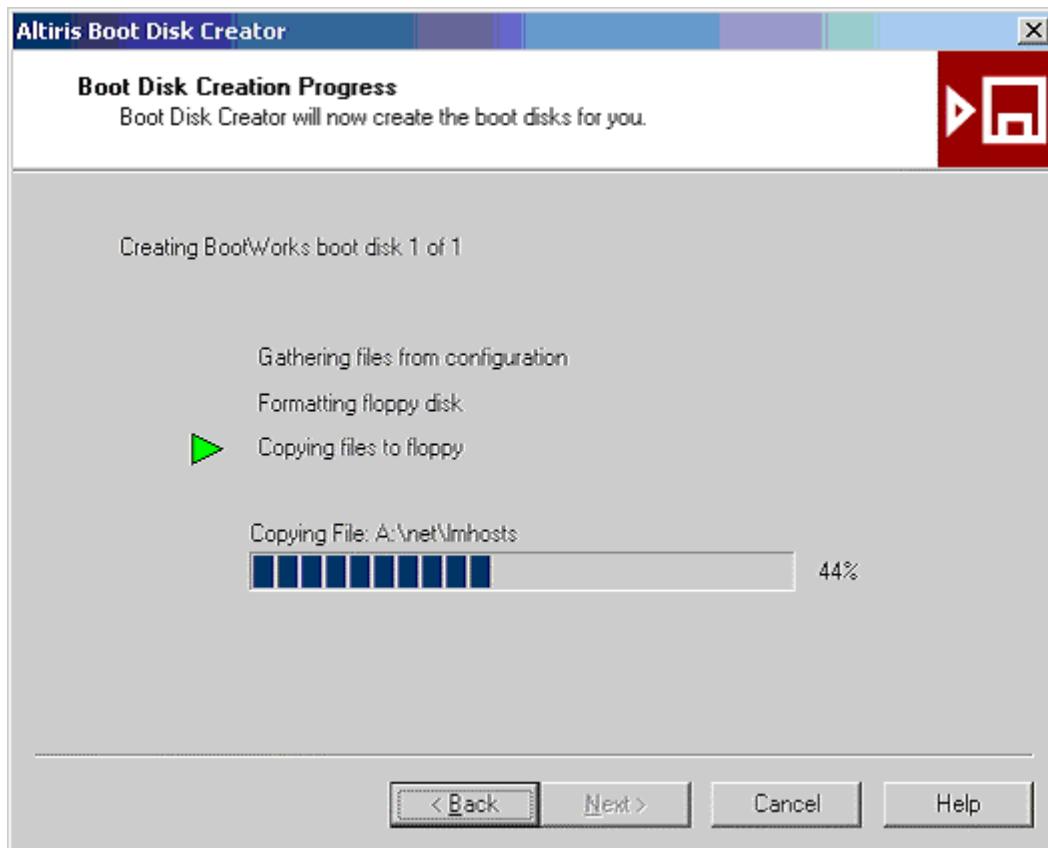 Altiris Boot Disk Creator
Boot Disk Creation Progress
Boot Disk Creator will now create the boot disks for you.
Creating BootWorks boot disk 1 of 1
Gathering files from configuration
Formatting floppy disk
Copying files to floppy
Copying File: A:\net\lmhosts
44%
< Back
Next >
Cancel
Help